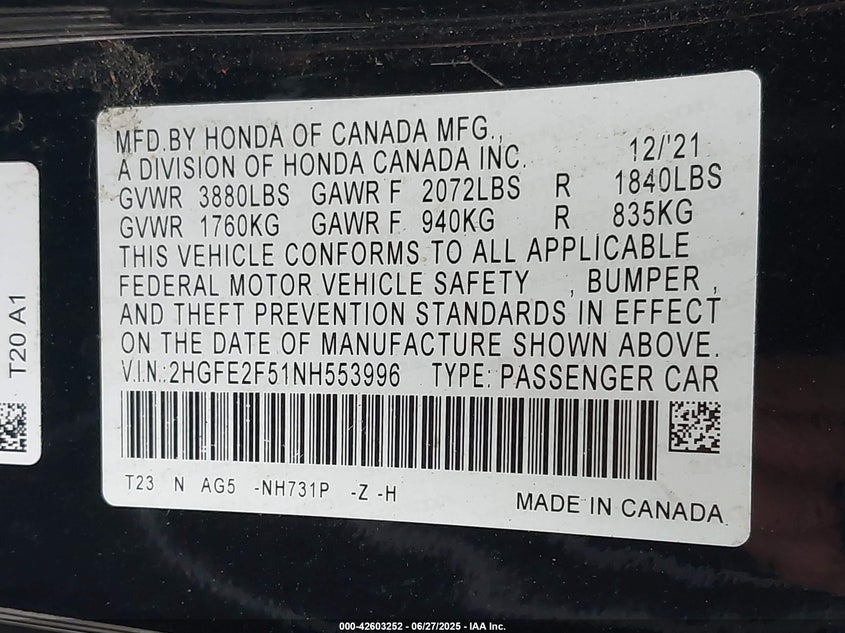 MFD.BY HONDA OF CANADA MFG.,
A DIVISION OF HONDA CANADA INC. 12/'21
GVWR 3880LBS GAWR F 2072LBS R 1840LBS
GVWR 1760KG GAWR F 940KG R 835KG
THIS VEHICLE CONFORMS TO ALL APPLICABLE
FEDERAL MOTOR VEHICLE SAFETY , BUMPER ,
AND THEFT PREVENTION STANDARDS IN EFFECT
ON THE DATE OF MANUFACTURE SHOWN ABOVE.
V.I.N.:2HGFE2F51NH553996 TYPE: PASSENGER CAR
T23 N AG5 -NH731P -Z -H
MADE IN CANADA
T20 A1
000-42603252 - 06/27/2025 - IAA Inc.